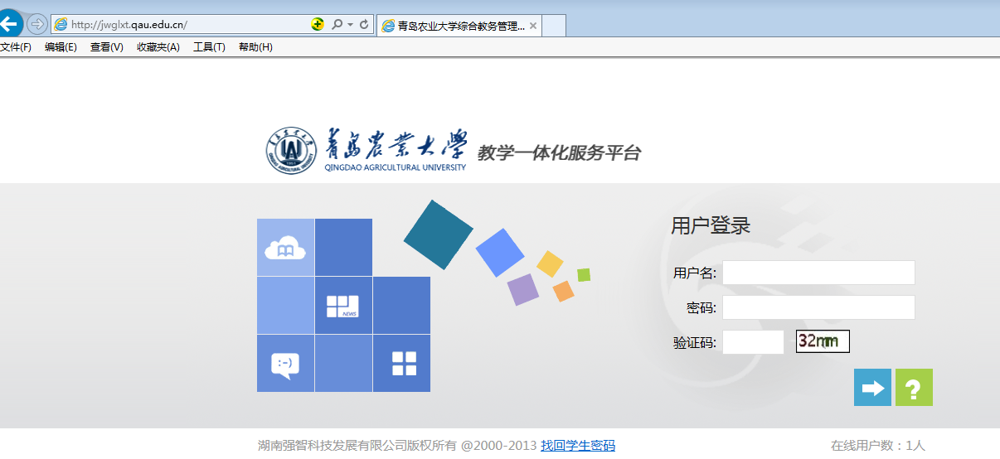 http://jwglxt.qau.edu.cn/
青岛农业大学综合教务管理...
文件(F) 编辑(E) 查看(V) 收藏夹(A) 工具(T) 帮助(H)
青岛农业大學
QINGDAO AGRICULTURAL UNIVERSITY
教学一体化服务平台
用户登录
用户名:
密码:
验证码:
32mm
NEWS
:-)
?
湖南强智科技发展有限公司版权所有 @2000-2013 找回学生密码
在线用户数：1人